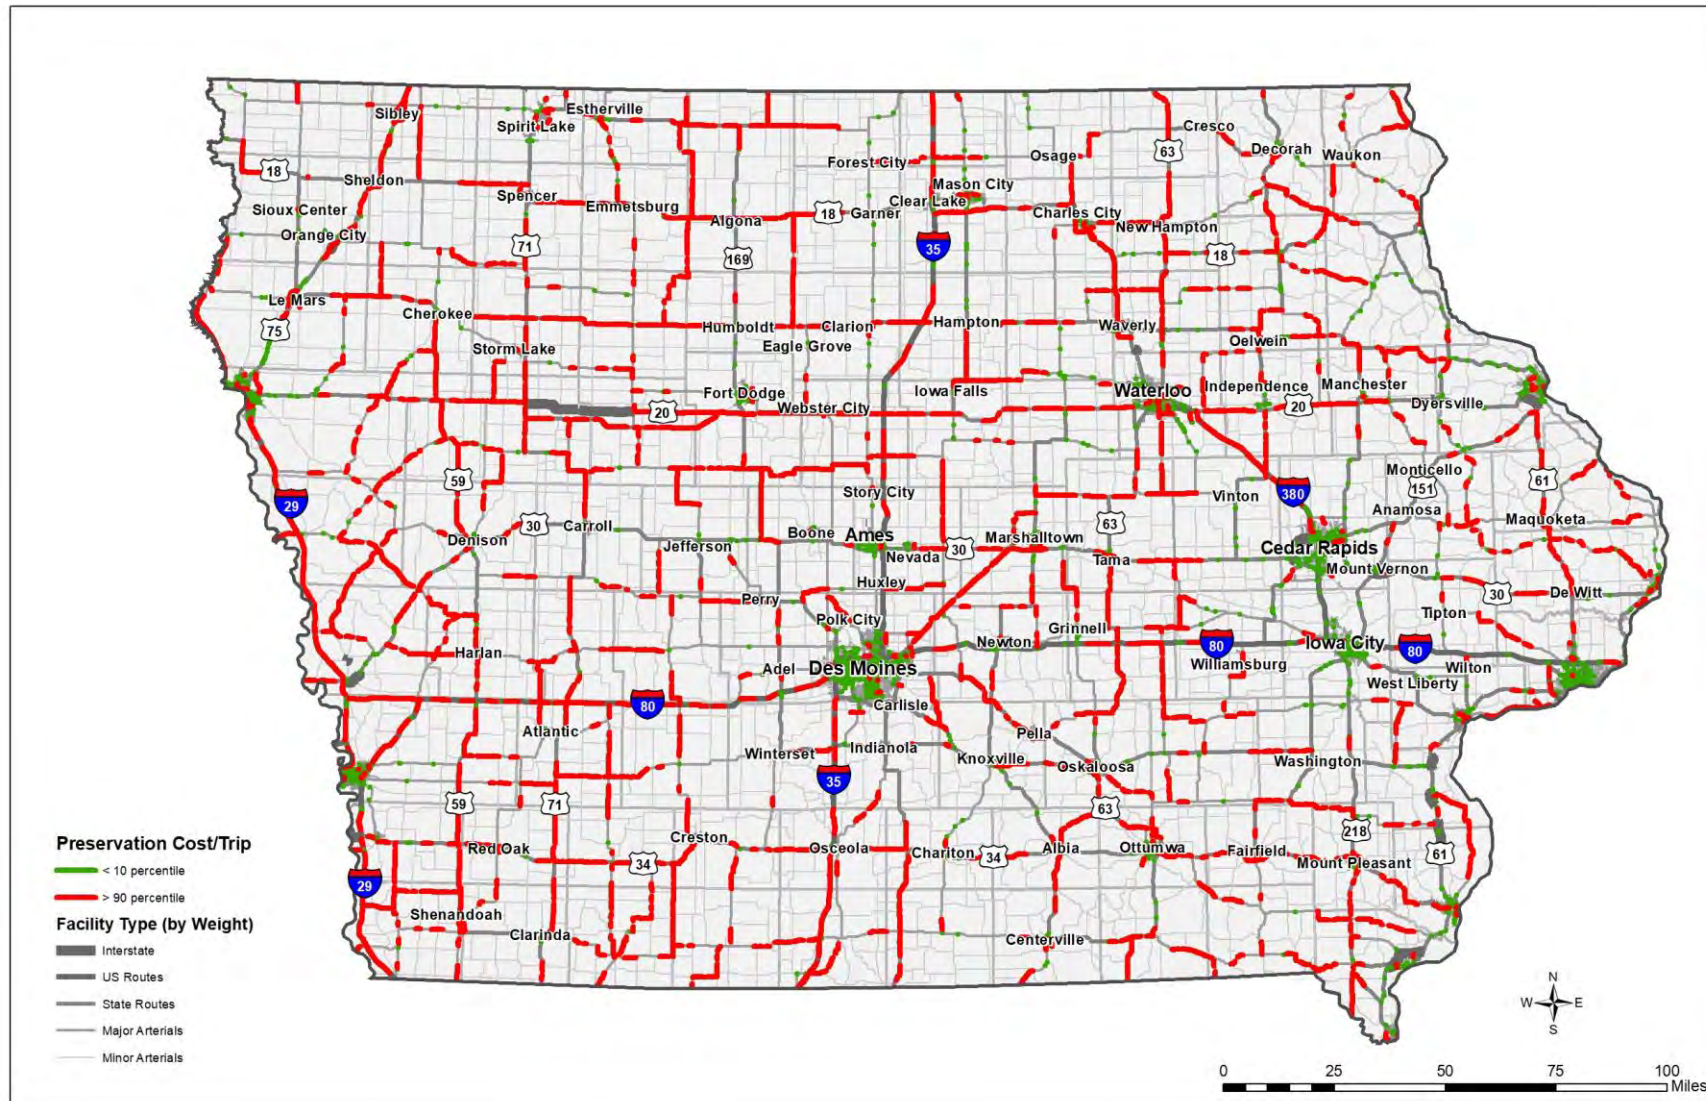 Sibley
Estherville
Spirit Lake
Cresco
63
Decorah
Waukon
Osage
Forest City
18
Sheldon
Mason City
Spencer
Clear Lake
Emmetsburg
Sioux Center
Algona
18
Garner
Charles City
New Hampton
Orange City
71
35
18
169
Le Mars
Cherokee
75
Humboldt
Clarion
Hampton
Waverly
Eagle Grove
Oelwein
Storm Lake
Fort Dodge
Iowa Falls
Waterloo
Independence
Manchester
20
Webster City
20
Dyersville
Monticello
59
61
29
Story City
Vinton
380
151
Anamosa
30
Carroll
63
Maquoketa
Denison
Boone
Ames
Marshalltown
Jefferson
Nevada
30
Tama
Cedar Rapids
Mount Vernon
Huxley
30
De Witt
Perry
Tipton
Polk City
Newton
Grinnell
80
Iowa City
80
Harlan
Adel
Des Moines
Williamsburg
Wilton
West Liberty
80
Carlisle
Atlantic
Pella
Winterset
Indianola
Knoxville
Oskaloosa
Washington
35
59
71
63
218
Creston
Red Oak
34
Osceola
Chariton
34
Albia
Ottumwa
Fairfield
Mount Pleasant
61
29
Shenandoah
Clarinda
Centerville
Preservation Cost/Trip
< 10 percentile
> 90 percentile
Facility Type (by Weight)
Interstate
US Routes
State Routes
Major Arterials
Minor Arterials
N
W E
S
0 25 50 75 100
Miles